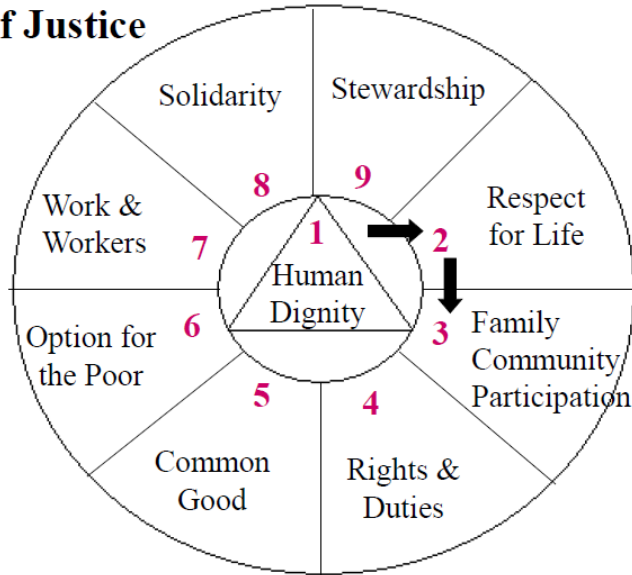 f Justice
Solidarity
Stewardship
8
9
Work &
Workers
7
1
2
Respect
for Life
Human
Dignity
Option for
the Poor
6
3
Family
Community
Participation
5
4
Common
Good
Rights &
Duties